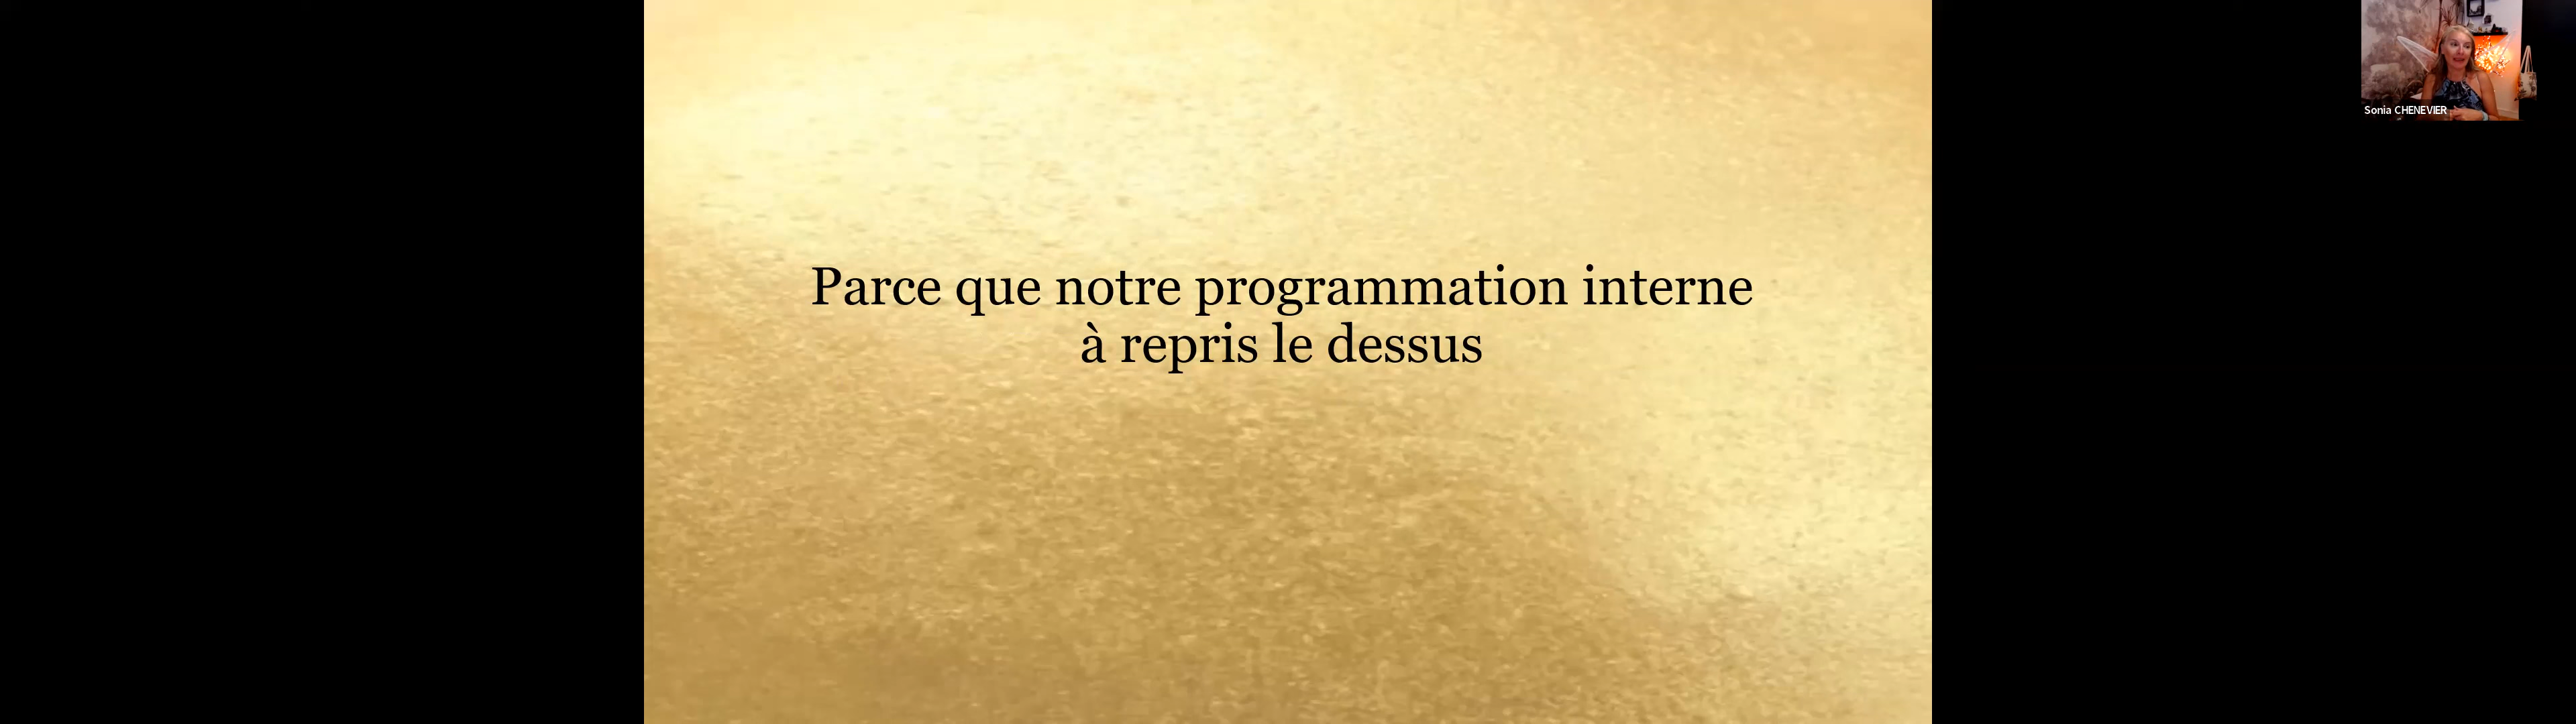 Parce que notre programmation interne
à repris le dessus
Sonia CHENEVIER